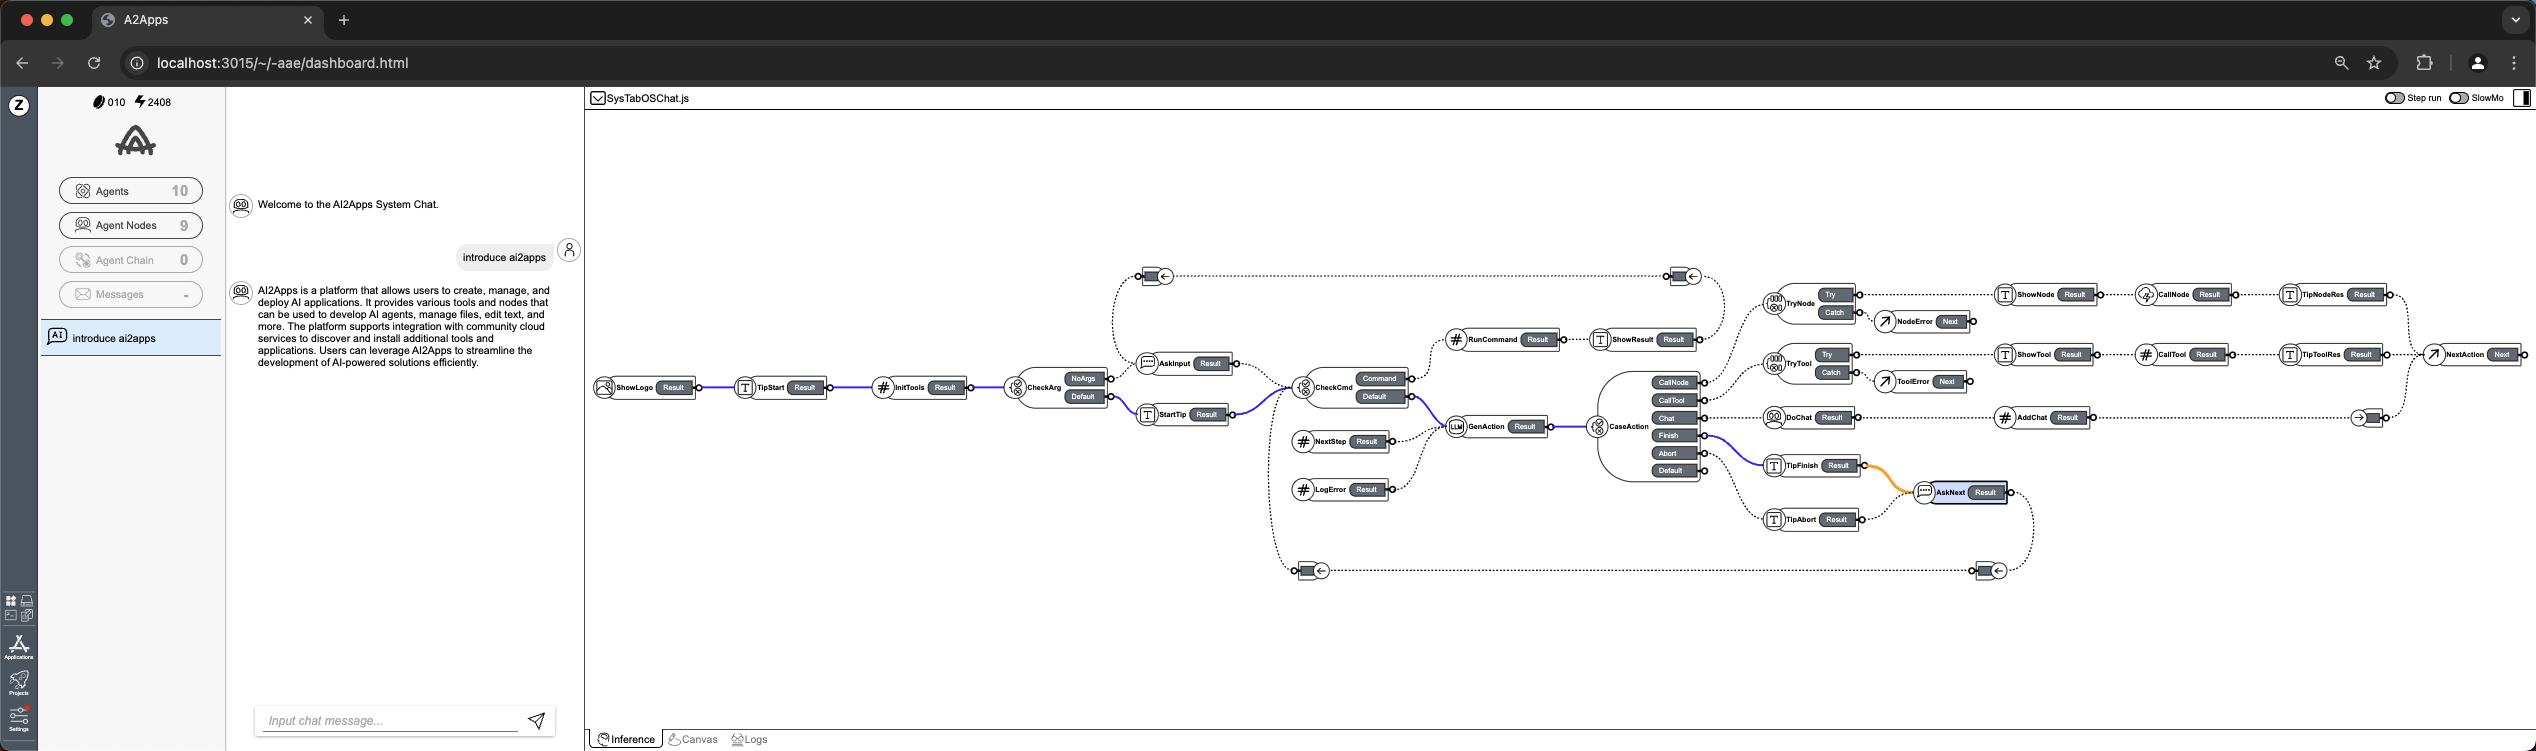 A2Apps
localhost:3015/~/-aae/dashboard.html
Z
010 2408
Agents 10
Agent Nodes 9
Agent Chain 0
Messages -
AI introduce ai2apps
Applications
Projects
Settings
Welcome to the AI2Apps System Chat.
introduce ai2apps
AI2Apps is a platform that allows users to create, manage, and
deploy AI applications. It provides various tools and nodes that
can be used to develop AI agents, manage files, edit text, and
more. The platform supports integration with community cloud
services to discover and install additional tools and
applications. Users can leverage AI2Apps to streamline the
development of AI-powered solutions efficiently.
Input chat message...
SysTabOSChat.js
Step run SlowMo
ShowLogo Result
T TipStart Result
# InitTools Result
CheckArg NoArgs Default
AskInput Result
T StartTip Result
CheckCmd Command Default
# NextStep Result
# LogError Result
# RunCommand Result
T ShowResult Result
LLM GenAction Result
CaseAction CallNode CallTool Chat Finish Abort Default
TryNode Try Catch
NodeError Next
T ShowNode Result
CallNode Result
T TipNodeRes Result
TryTool Try Catch
ToolError Next
T ShowTool Result
# CallTool Result
T TipToolRes Result
NextAction Next
DoChat Result
# AddChat Result
T TipFinish Result
AskNext Result
T TipAbort Result
Inference Canvas Logs